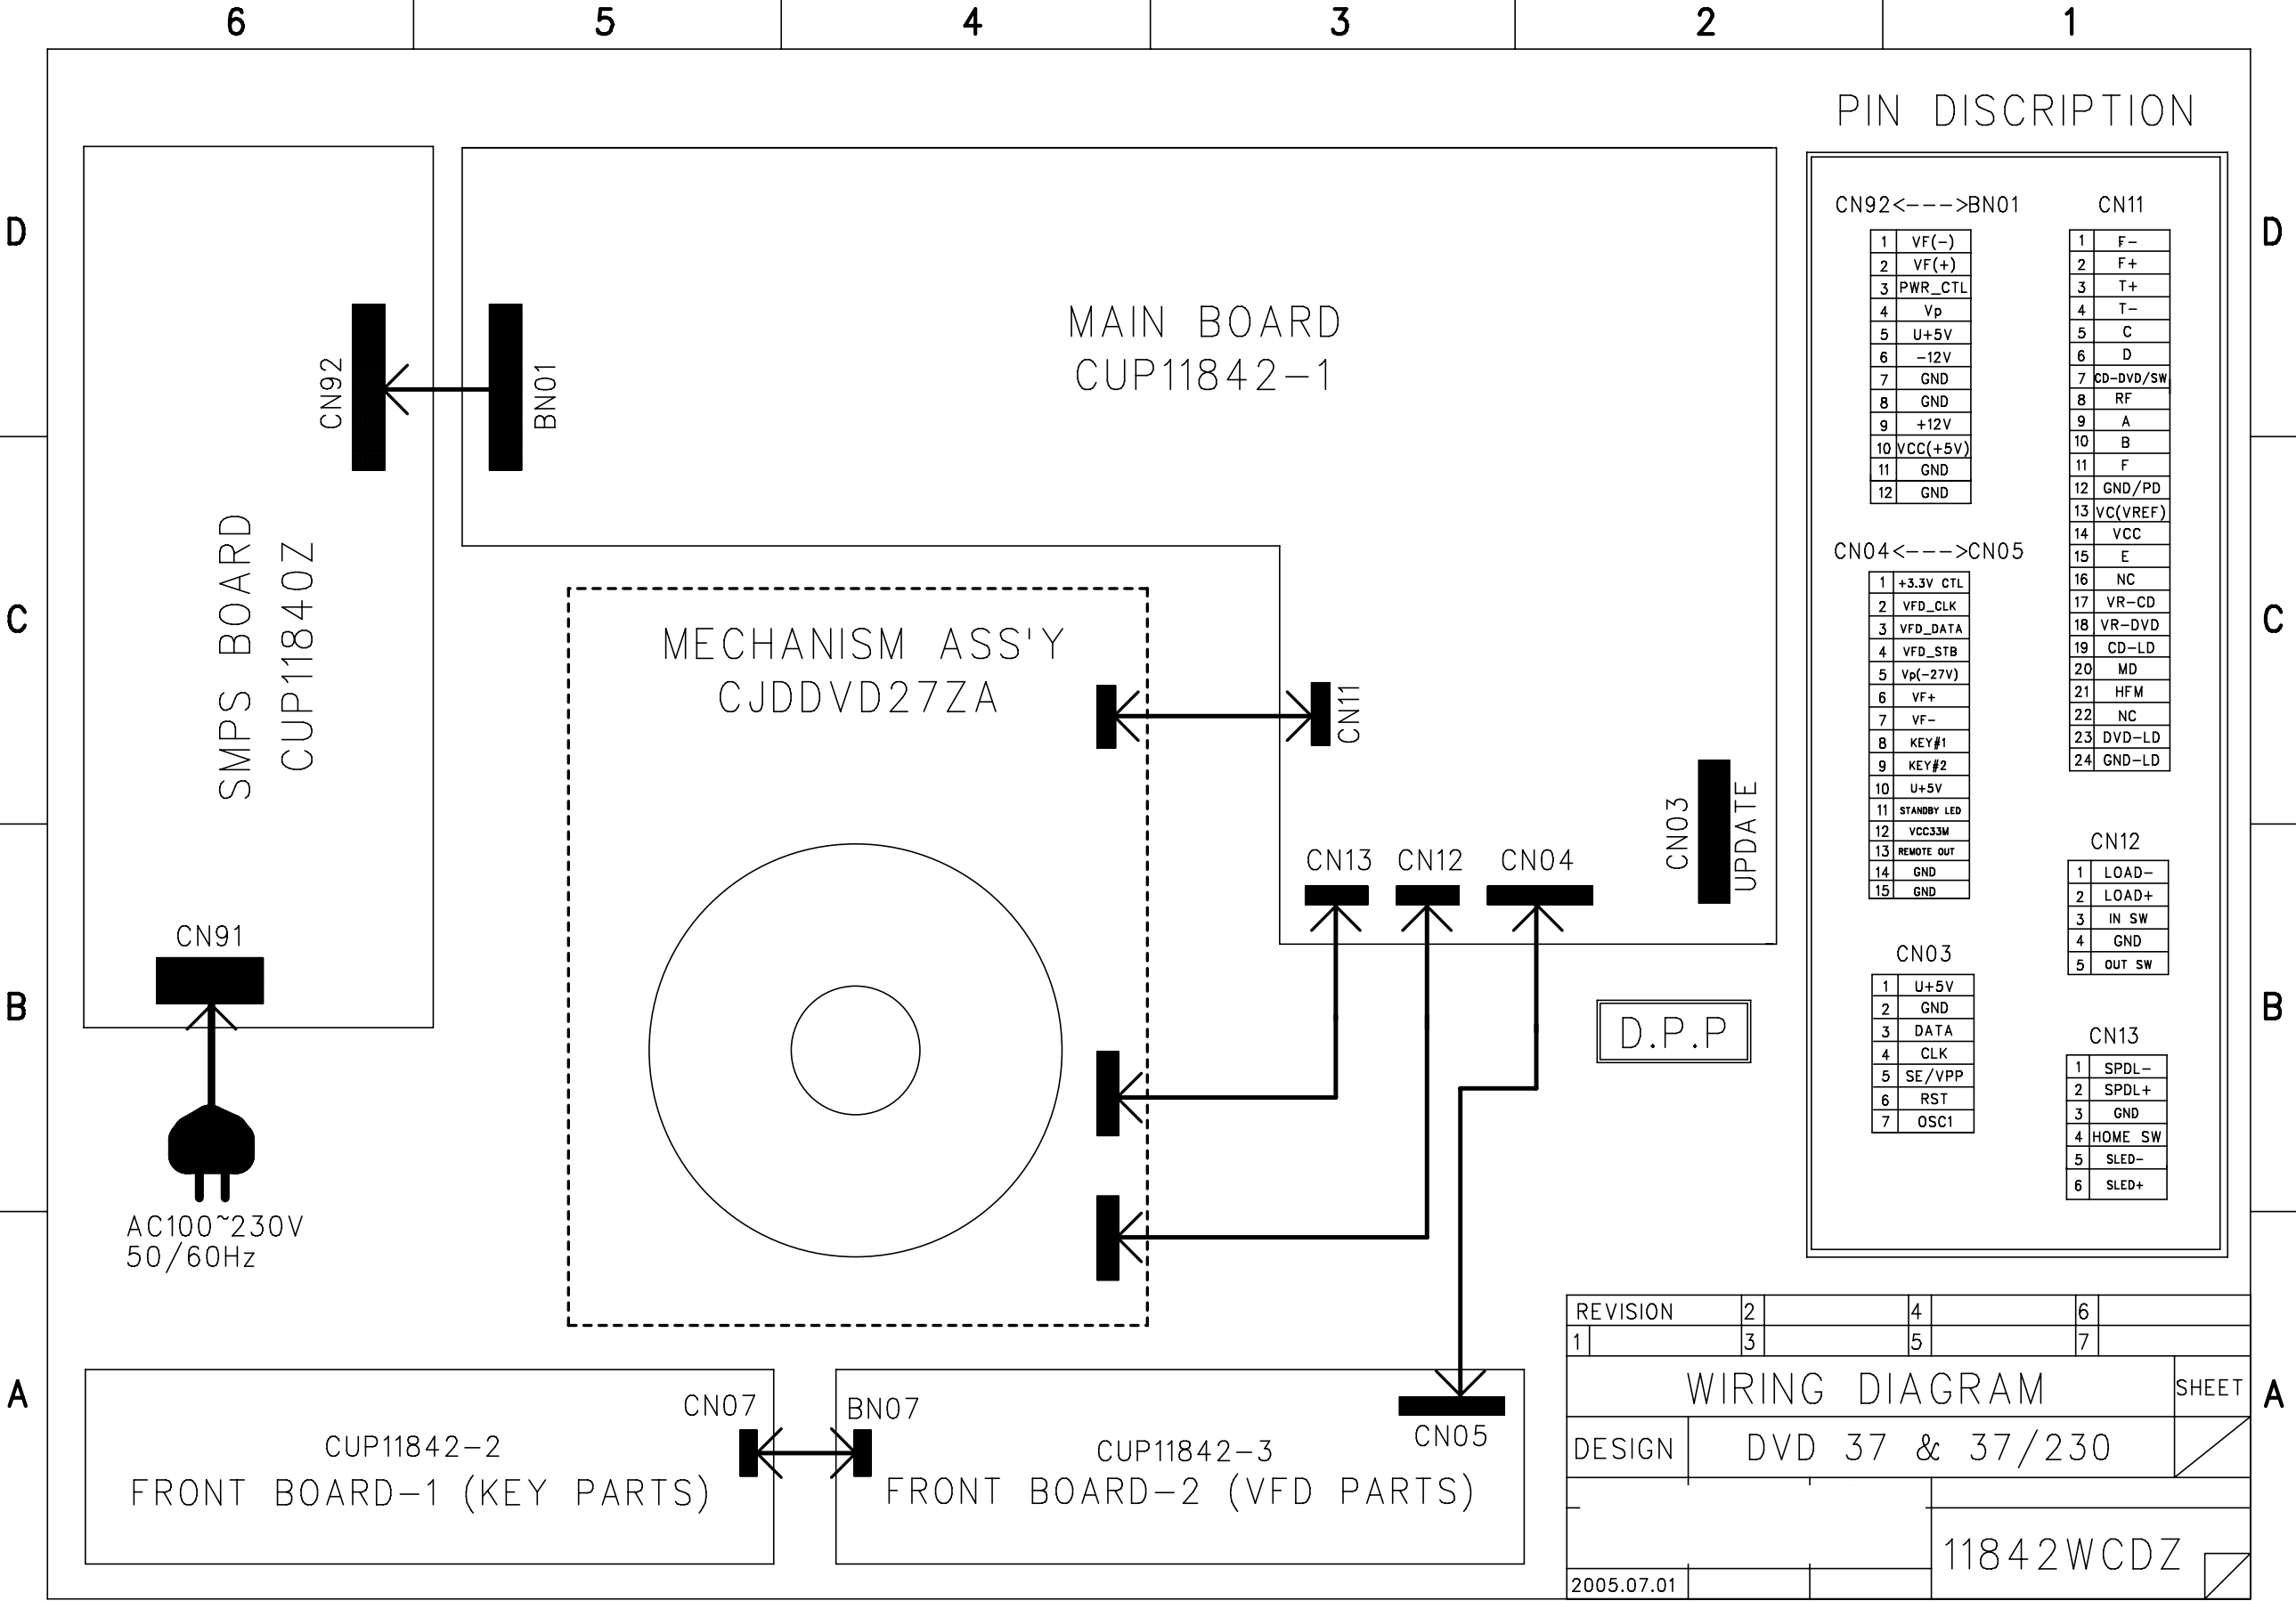 6 5 4 3 2 1
D
C
B
A
D
C
B
A
MAIN BOARD
CUP11842-1
CN92
BN01
SMPS BOARD
CUP11840Z
CN91
AC100~230V
50/60Hz
MECHANISM ASS'Y
CJDDVD27ZA
CN11
CN13 CN12 CN04
CN03
UPDATE
D.P.P
CN07
CUP11842-2
FRONT BOARD-1 (KEY PARTS)
BN07
CUP11842-3
FRONT BOARD-2 (VFD PARTS)
CN05
PIN DISCRIPTION
CN92<--->BN01
1 VF(-)
2 VF(+)
3 PWR_CTL
4 Vp
5 U+5V
6 -12V
7 GND
8 GND
9 +12V
10 VCC(+5V)
11 GND
12 GND
CN04<--->CN05
1 +3.3V CTL
2 VFD_CLK
3 VFD_DATA
4 VFD_STB
5 Vp(-27V)
6 VF+
7 VF-
8 KEY#1
9 KEY#2
10 U+5V
11 STANDBY LED
12 VCC33M
13 REMOTE OUT
14 GND
15 GND
CN03
1 U+5V
2 GND
3 DATA
4 CLK
5 SE/VPP
6 RST
7 OSC1
CN11
1 F-
2 F+
3 T+
4 T-
5 C
6 D
7 CD-DVD/SW
8 RF
9 A
10 B
11 F
12 GND/PD
13 VC(VREF)
14 VCC
15 E
16 NC
17 VR-CD
18 VR-DVD
19 CD-LD
20 MD
21 HFM
22 NC
23 DVD-LD
24 GND-LD
CN12
1 LOAD-
2 LOAD+
3 IN SW
4 GND
5 OUT SW
CN13
1 SPDL-
2 SPDL+
3 GND
4 HOME SW
5 SLED-
6 SLED+
REVISION 2 4 6
1 3 5 7
WIRING DIAGRAM SHEET
DESIGN DVD 37 & 37/230
11842WCDZ
2005.07.01